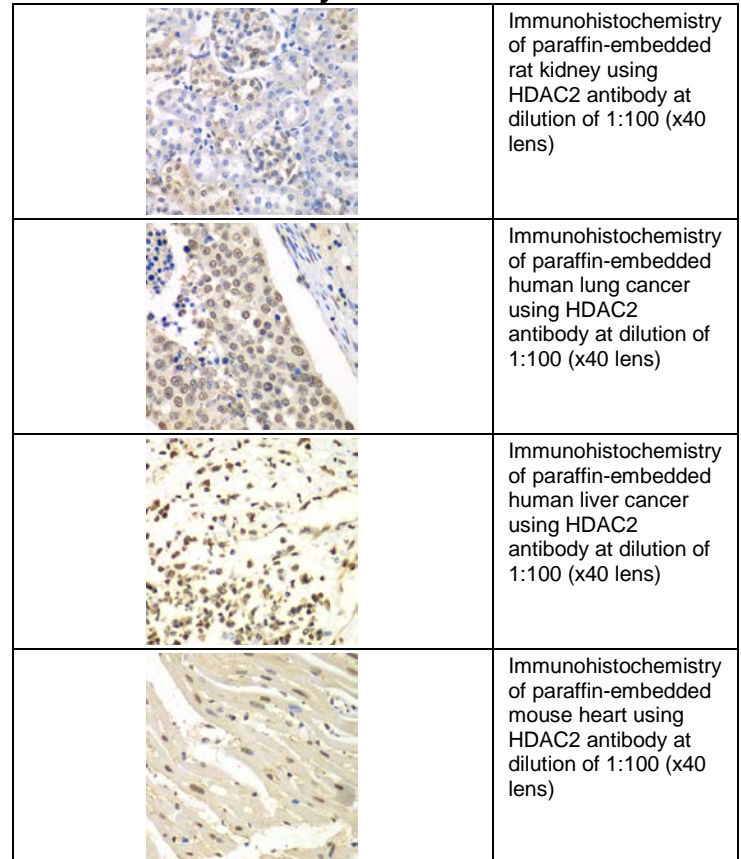 Immunohistochemistry
of paraffin-embedded
rat kidney using
HDAC2 antibody at
dilution of 1:100 (x40
lens)
Immunohistochemistry
of paraffin-embedded
human lung cancer
using HDAC2
antibody at dilution of
1:100 (x40 lens)
Immunohistochemistry
of paraffin-embedded
human liver cancer
using HDAC2
antibody at dilution of
1:100 (x40 lens)
Immunohistochemistry
of paraffin-embedded
mouse heart using
HDAC2 antibody at
dilution of 1:100 (x40
lens)